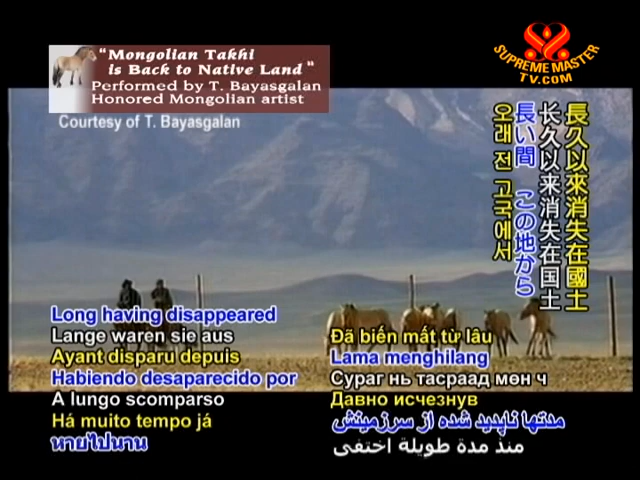 "Mongolian Takhi
is Back to Native Land"
Performed by T. Bayasgalan
Honored Mongolian artist
SUPREME MASTER
TV.COM
Courtesy of T. Bayasgalan
長久以來消失在國土
长久以来消失在国土
長い間 この地から
오래 전 고국에서
Long having disappeared
Lange waren sie aus
Ayant disparu depuis
Habiendo desaparecido por
A lungo scomparso
Há muito tempo já
หายไปนาน
Đã biến mất từ lâu
Lama menghilang
Сураг нь тасраад мөн ч
Давно исчезнув
مدتها ناپدید شده از سرزمینش
منذ مدة طويلة اختفى